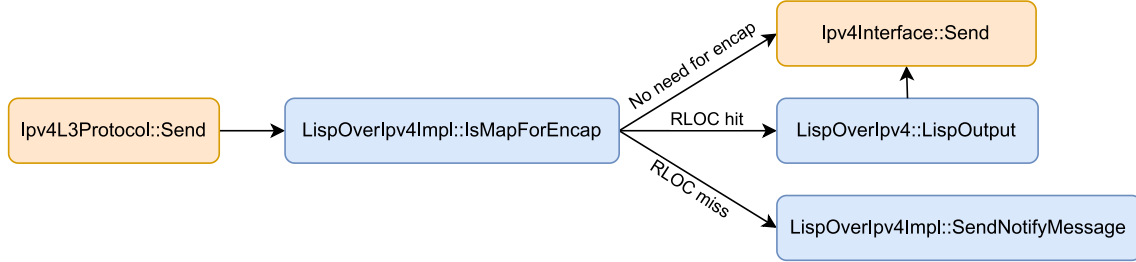 Ipv4Interface::Send
No need for encap
Ipv4L3Protocol::Send
LispOverIpv4Impl::IsMapForEncap
RLOC hit
LispOverIpv4::LispOutput
RLOC miss
LispOverIpv4Impl::SendNotifyMessage